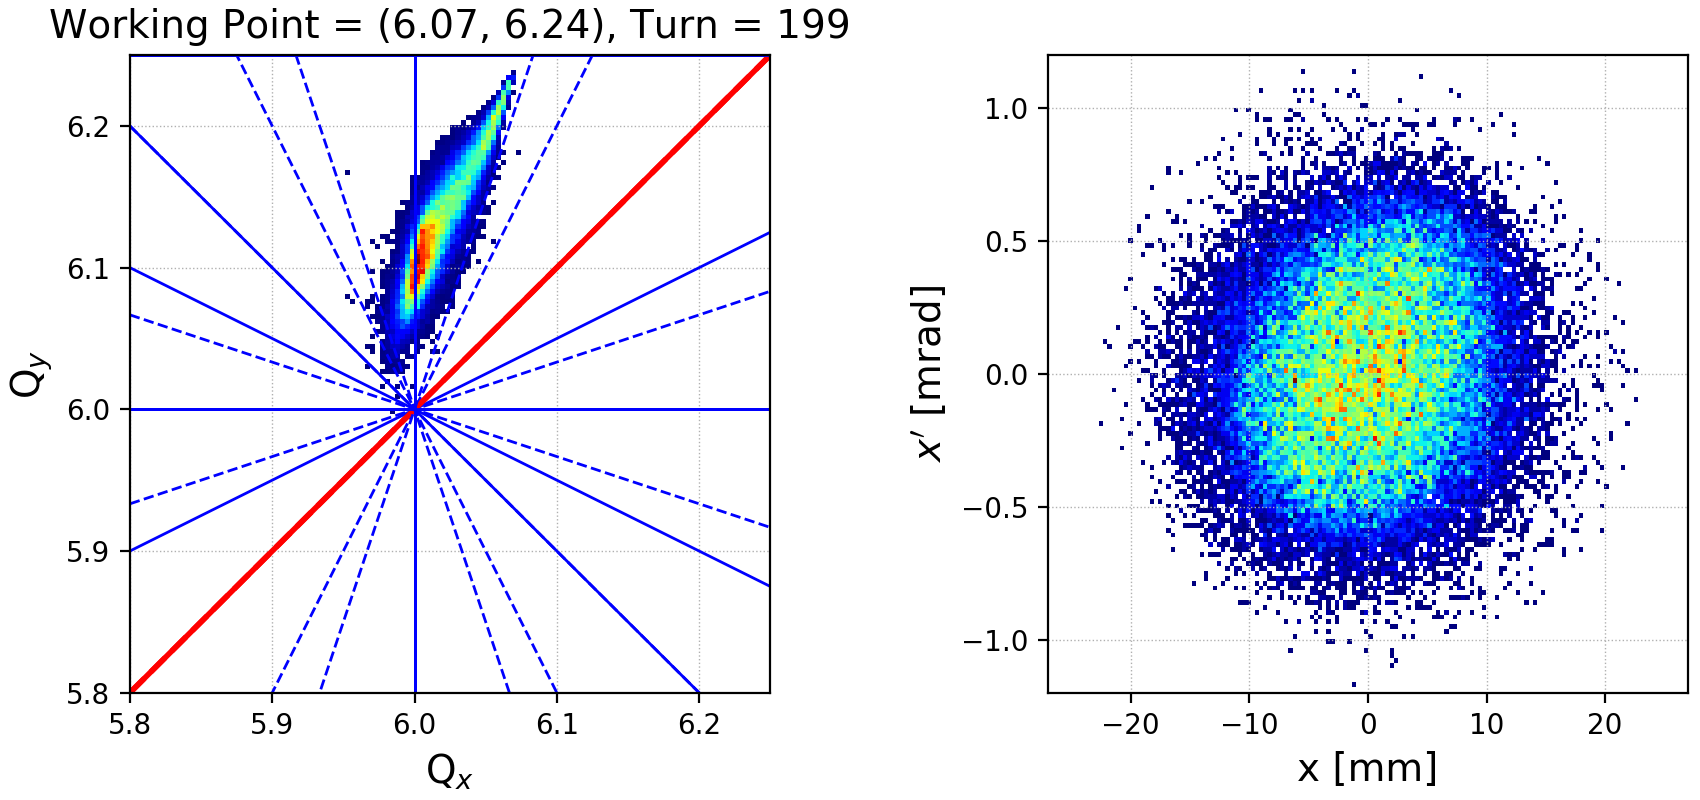 Working Point = (6.07, 6.24), Turn = 199
6.2
6.1
6.0
5.9
5.8
Qy
5.8 5.9 6.0 6.1 6.2
Qx
1.0
0.5
0.0
−0.5
−1.0
x′ [mrad]
−20 −10 0 10 20
x [mm]